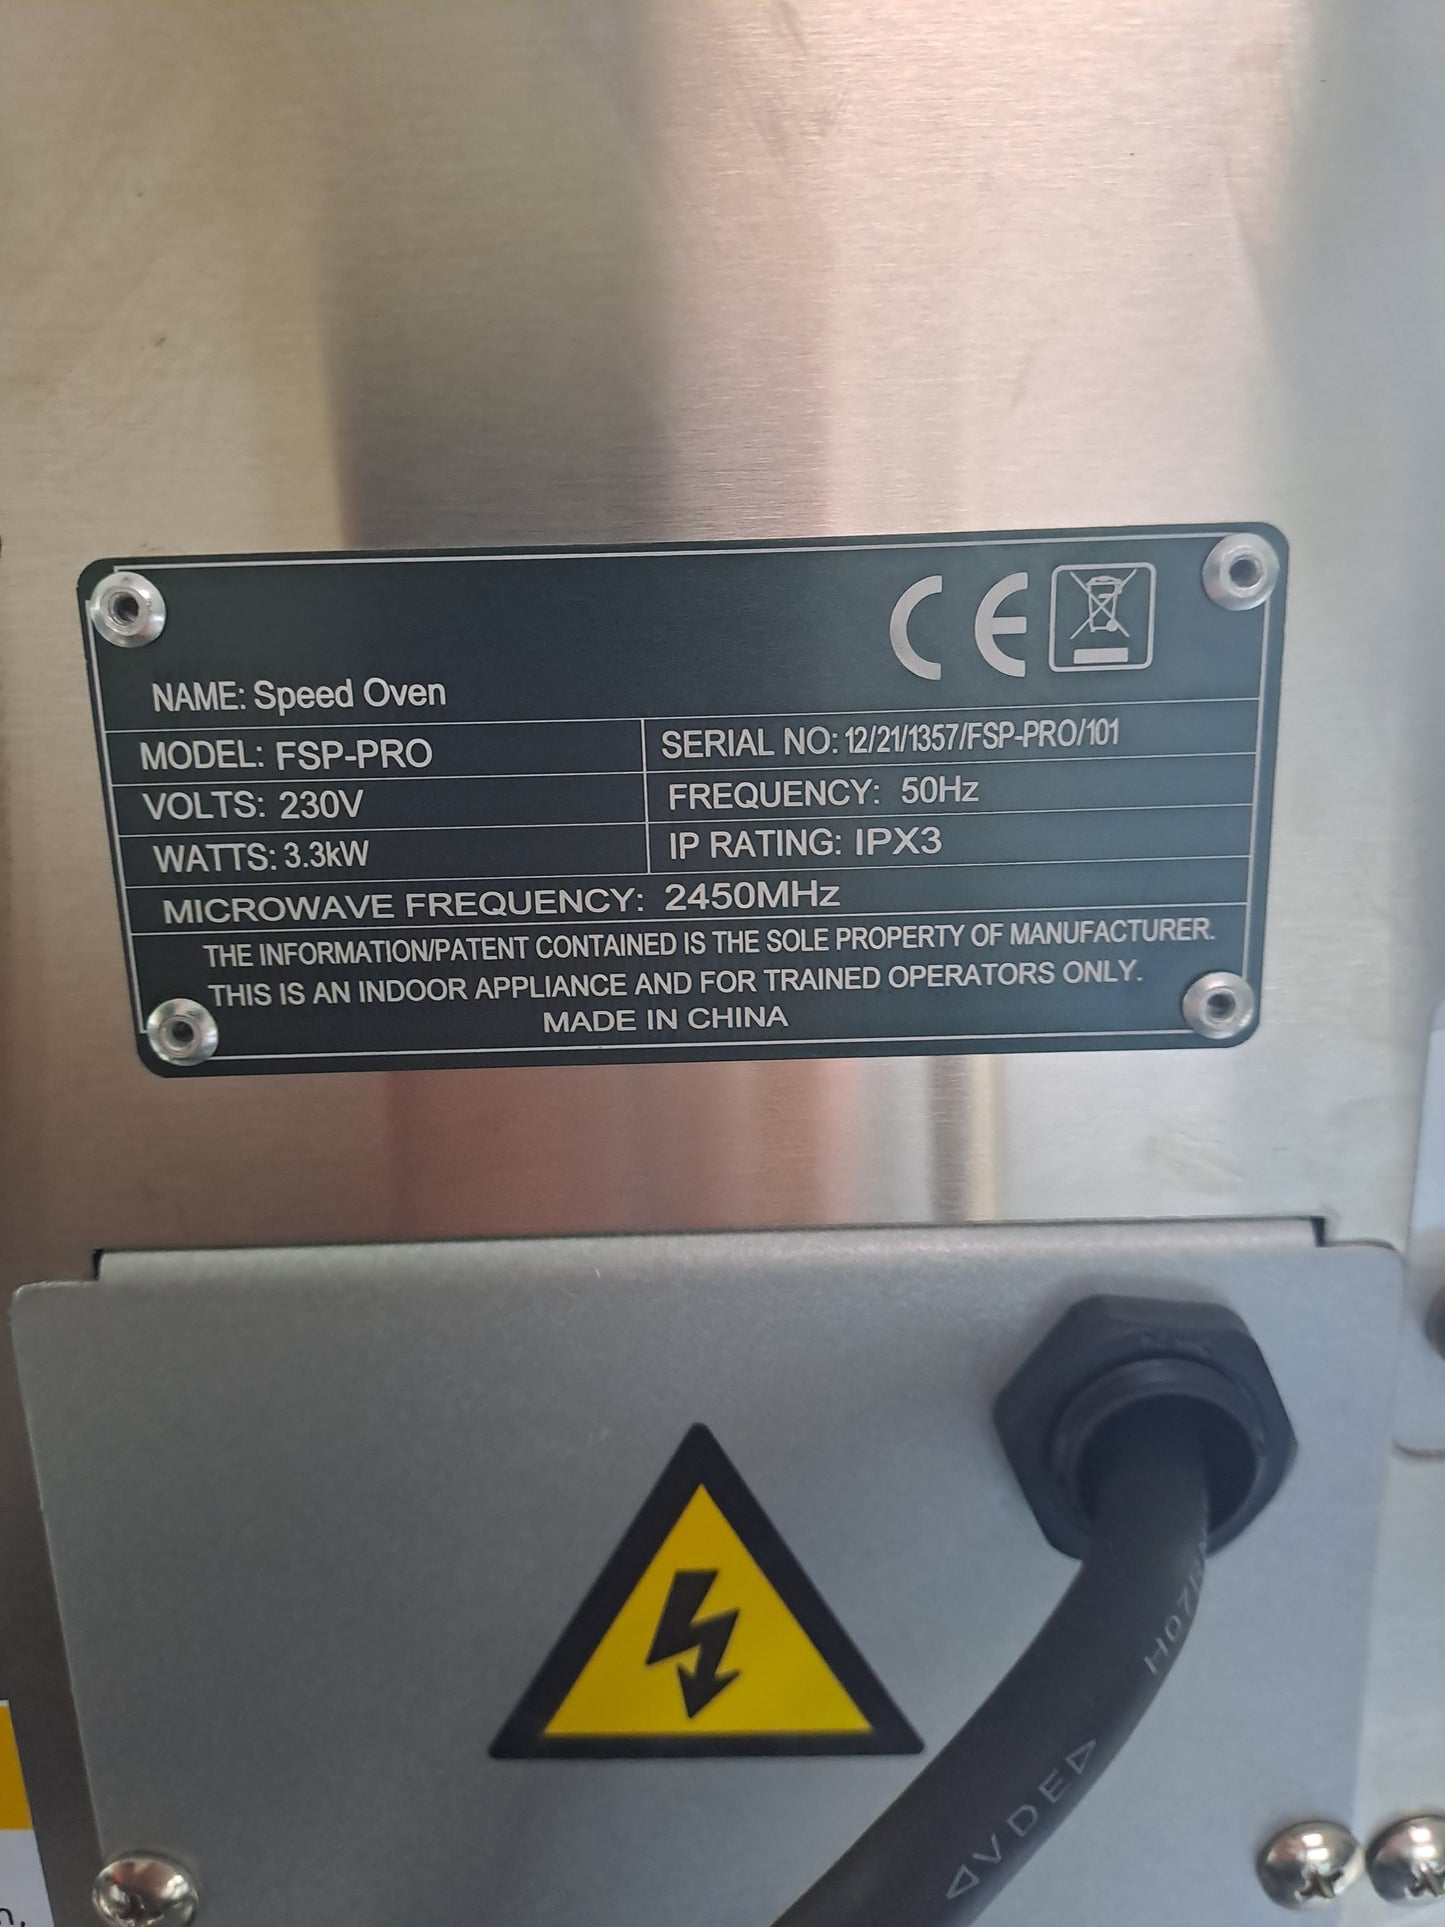 CE
NAME: Speed Oven
MODEL: FSP-PRO
SERIAL NO: 12/21/1357/FSP-PRO/101
VOLTS: 230V
FREQUENCY: 50Hz
WATTS: 3.3kW
IP RATING: IPX3
MICROWAVE FREQUENCY: 2450MHz
THE INFORMATION/PATENT CONTAINED IS THE SOLE PROPERTY OF MANUFACTURER.
THIS IS AN INDOOR APPLIANCE AND FOR TRAINED OPERATORS ONLY.
MADE IN CHINA
VDE